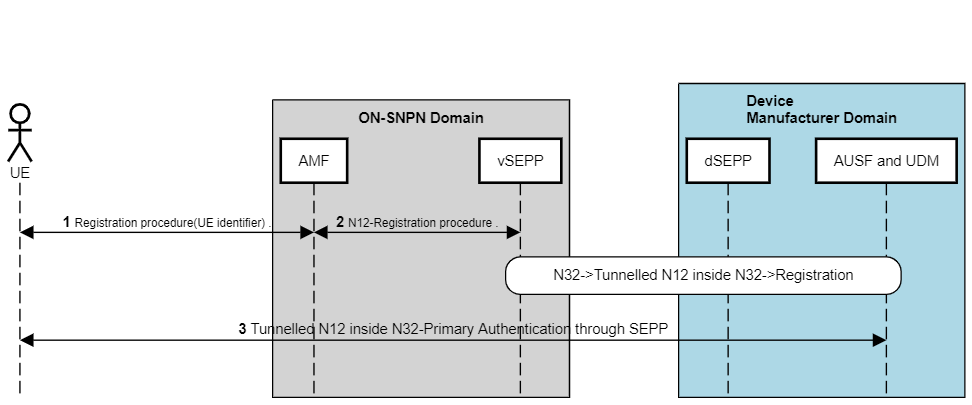 ON-SNPN Domain
Device
Manufacturer Domain
UE
AMF
vSEPP
dSEPP
AUSF and UDM
1 Registration procedure(UE identifier) .
2 N12-Registration procedure .
N32->Tunnelled N12 inside N32->Registration
3 Tunnelled N12 inside N32-Primary Authentication through SEPP